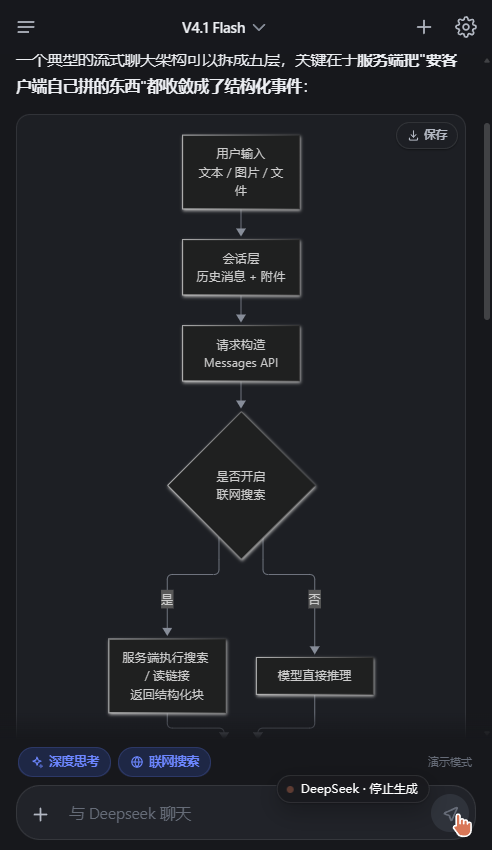 V4.1 Flash
一个典型的流式聊天架构可以拆成五层，关键在于服务端把"要客
户端自己拼的东西"都收敛成了结构化事件：
保存
用户输入
文本 / 图片 / 文
件
会话层
历史消息 + 附件
请求构造
Messages API
是否开启
联网搜索
是
否
服务端执行搜索
/ 读链接
返回结构化块
模型直接推理
深度思考
联网搜索
演示模式
DeepSeek · 停止生成
与 Deepseek 聊天